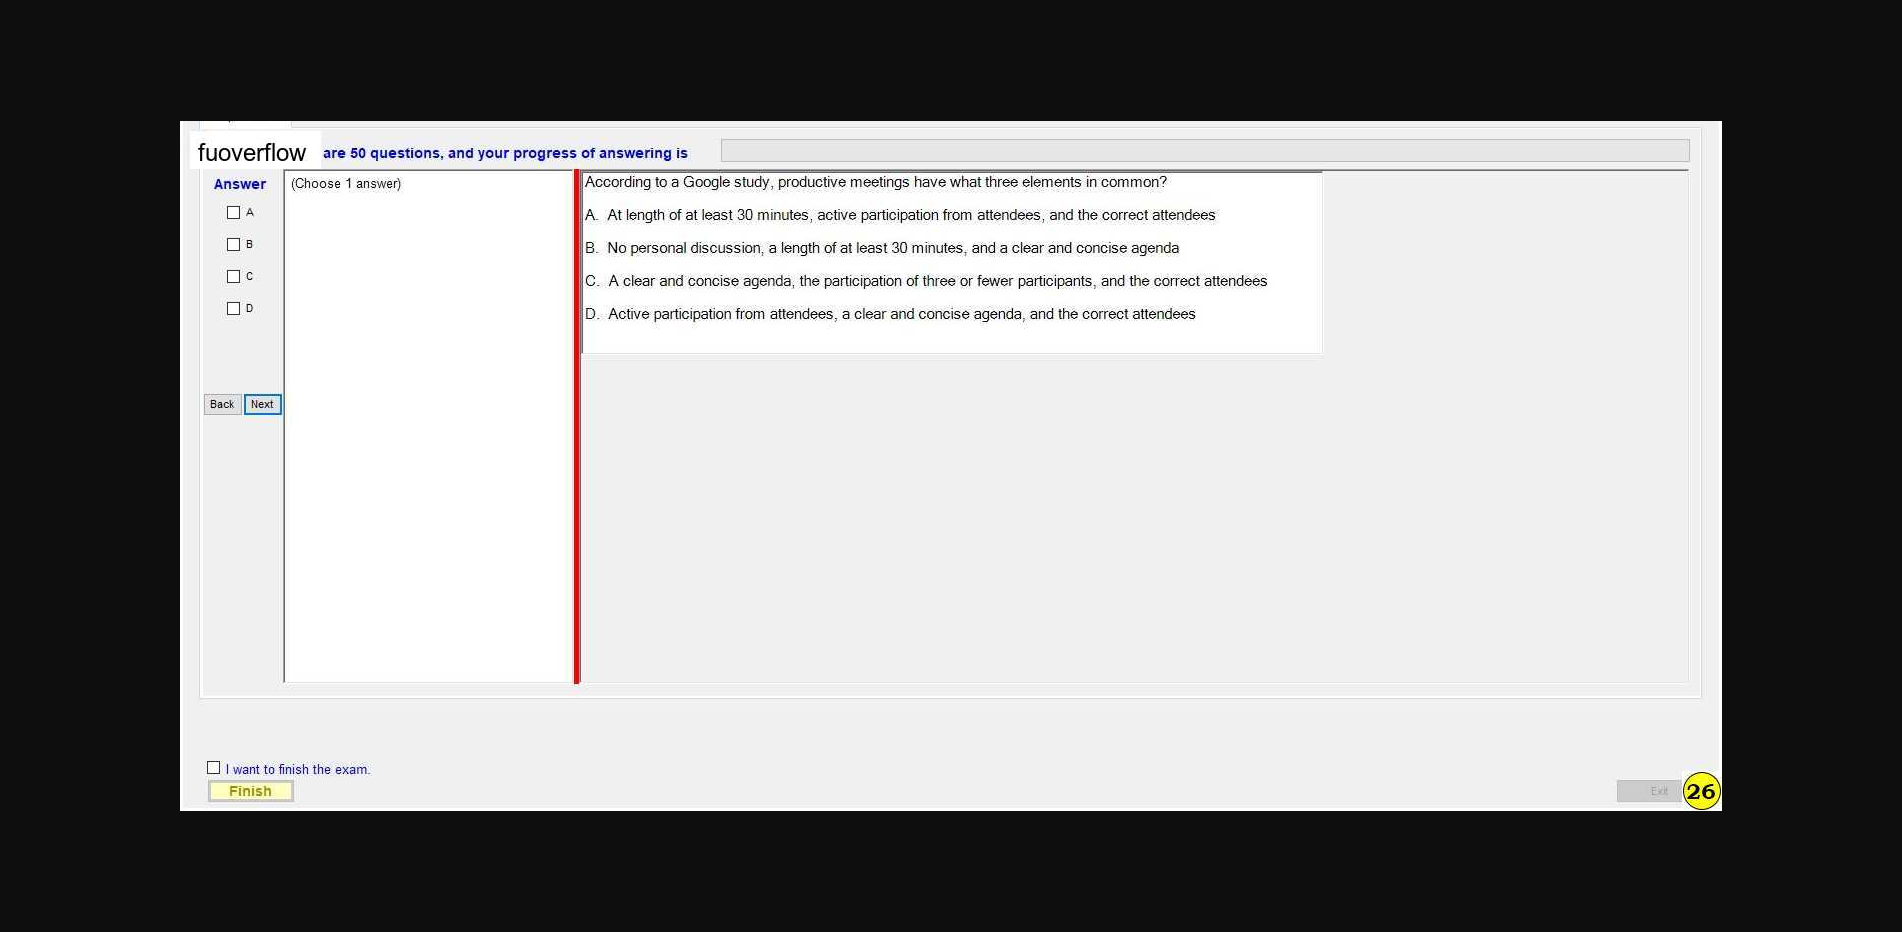 fuoverflow are 50 questions, and your progress of answering is
Answer
(Choose 1 answer)
A
B
C
D
Back Next
According to a Google study, productive meetings have what three elements in common?
A. At length of at least 30 minutes, active participation from attendees, and the correct attendees
B. No personal discussion, a length of at least 30 minutes, and a clear and concise agenda
C. A clear and concise agenda, the participation of three or fewer participants, and the correct attendees
D. Active participation from attendees, a clear and concise agenda, and the correct attendees
I want to finish the exam.
Finish
Exit
26